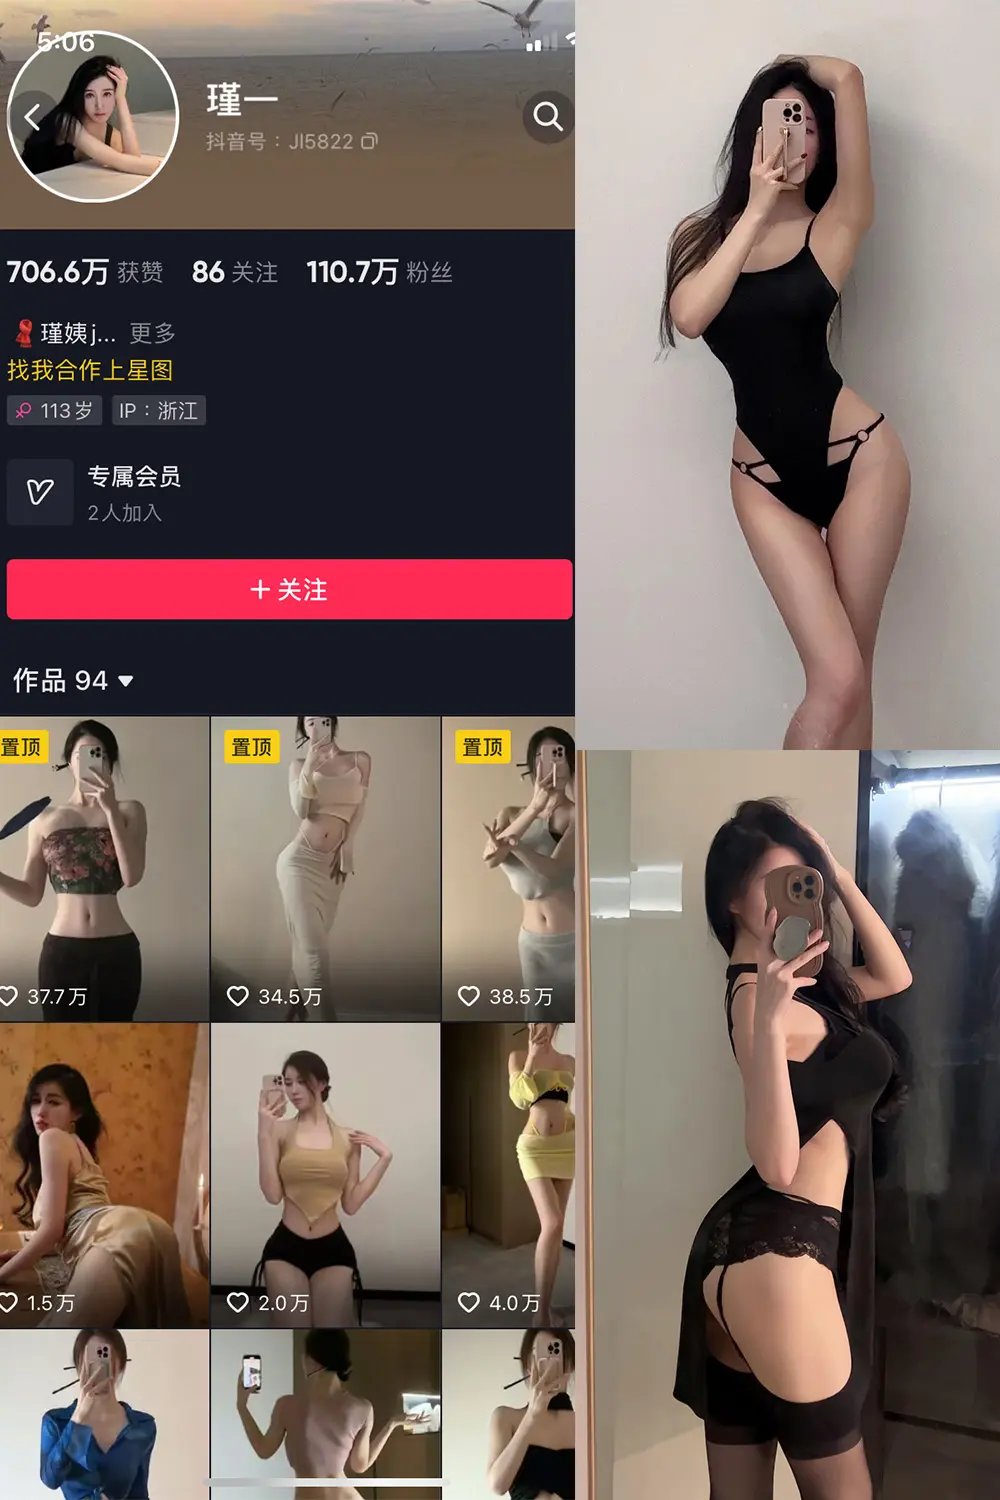 5:06
瑾一
抖音号：JI5822
706.6万 获赞 86 关注 110.7万 粉丝
瑾姨j... 更多
找我合作上星图
113岁 IP：浙江
专属会员
2人加入
＋关注
作品 94
置顶 置顶 置顶
37.7万 34.5万 38.5万
1.5万 2.0万 4.0万